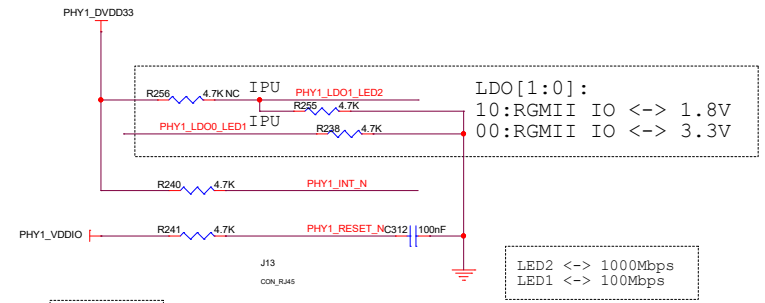 PHY1_DVDD33
R256 4.7K NC IPU PHY1_LDO1_LED2
R255 4.7K
PHY1_LDO0_LED1 IPU R238 4.7K
LDO[1:0]:
10:RGMII IO <-> 1.8V
00:RGMII IO <-> 3.3V
R240 4.7K PHY1_INT_N
PHY1_VDDIO R241 4.7K PHY1_RESET_N C312 100nF
J13
CON_RJ45
LED2 <-> 1000Mbps
LED1 <-> 100Mbps